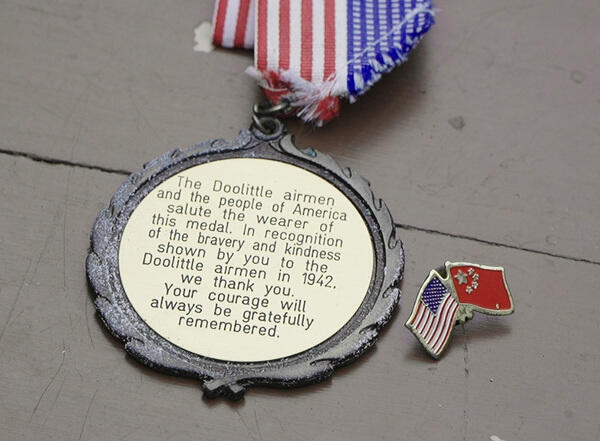 The Doolittle airmen
and the people of America
salute the wearer of
this medal. In recognition
of the bravery and kindness
shown by you to the
Doolittle airmen in 1942.
we thank you.
Your courage will
always be gratefully
remembered.